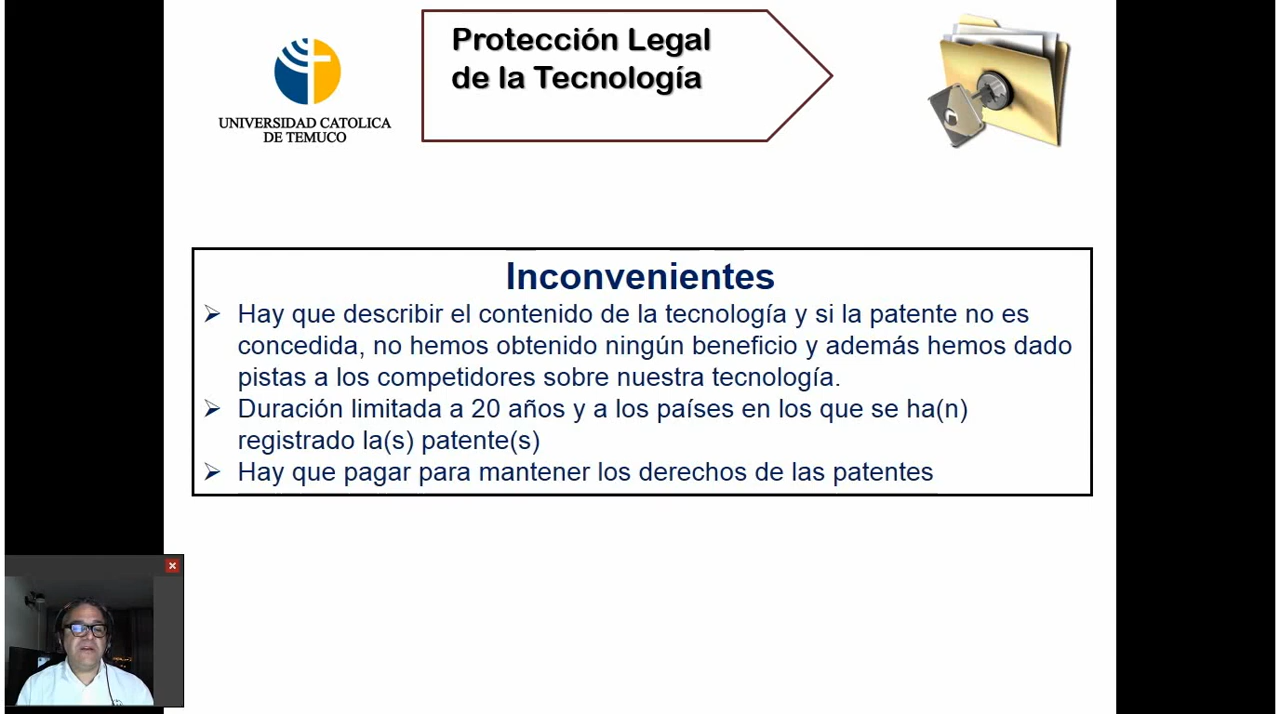 Protección Legal
de la Tecnología
UNIVERSIDAD CATOLICA
DE TEMUCO
Inconvenientes
Hay que describir el contenido de la tecnología y si la patente no es
concedida, no hemos obtenido ningún beneficio y además hemos dado
pistas a los competidores sobre nuestra tecnología.
Duración limitada a 20 años y a los países en los que se ha(n)
registrado la(s) patente(s)
Hay que pagar para mantener los derechos de las patentes